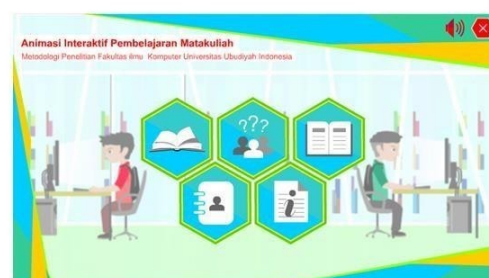 Animasi Interaktif Pembelajaran Matakuliah
Metodologi Penelitian Fakultas ilmu Komputer Universitas Ubudiyah Indonesia
???
i